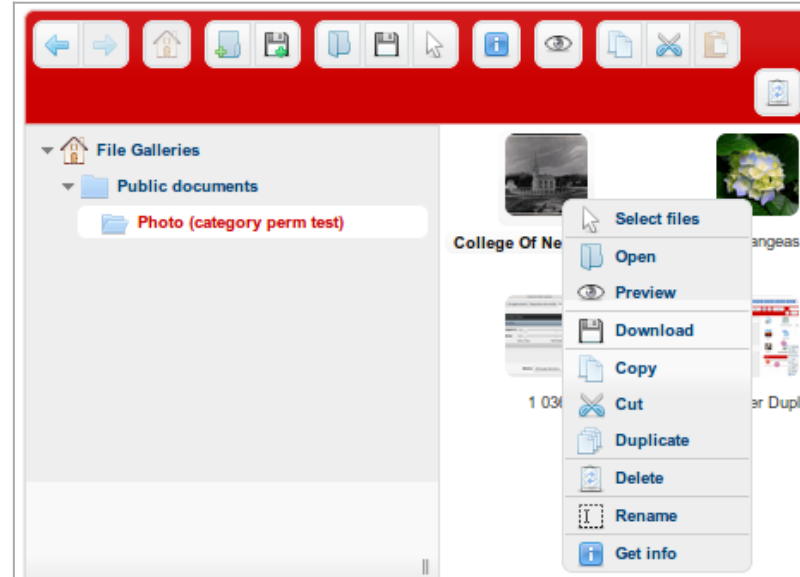 File Galleries
Public documents
Photo (category perm test)
College Of Ne
angeas
1 036
er Dupl
Select files
Open
Preview
Download
Copy
Cut
Duplicate
Delete
Rename
Get info